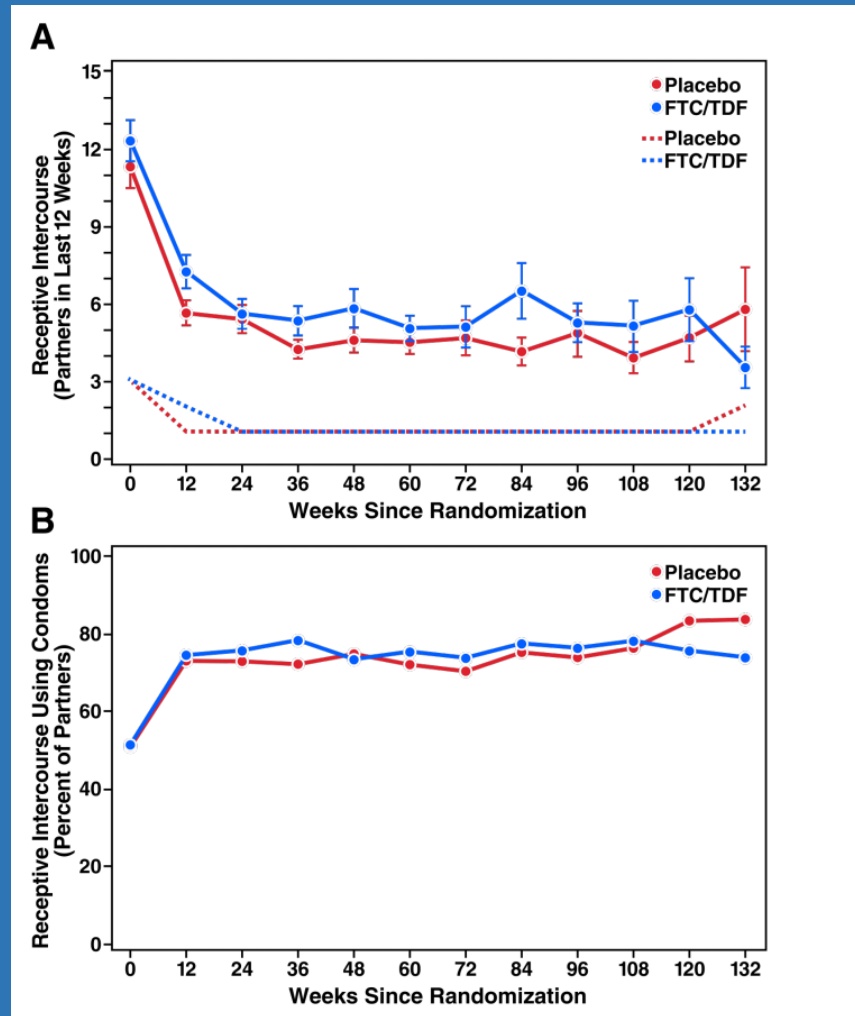 A
Receptive Intercourse
(Partners in Last 12 Weeks)
15
12
9
6
3
0
Placebo
FTC/TDF
Placebo
FTC/TDF
0 12 24 36 48 60 72 84 96 108 120 132
Weeks Since Randomization
B
Receptive Intercourse Using Condoms
(Percent of Partners)
100
80
60
40
20
0
Placebo
FTC/TDF
0 12 24 36 48 60 72 84 96 108 120 132
Weeks Since Randomization